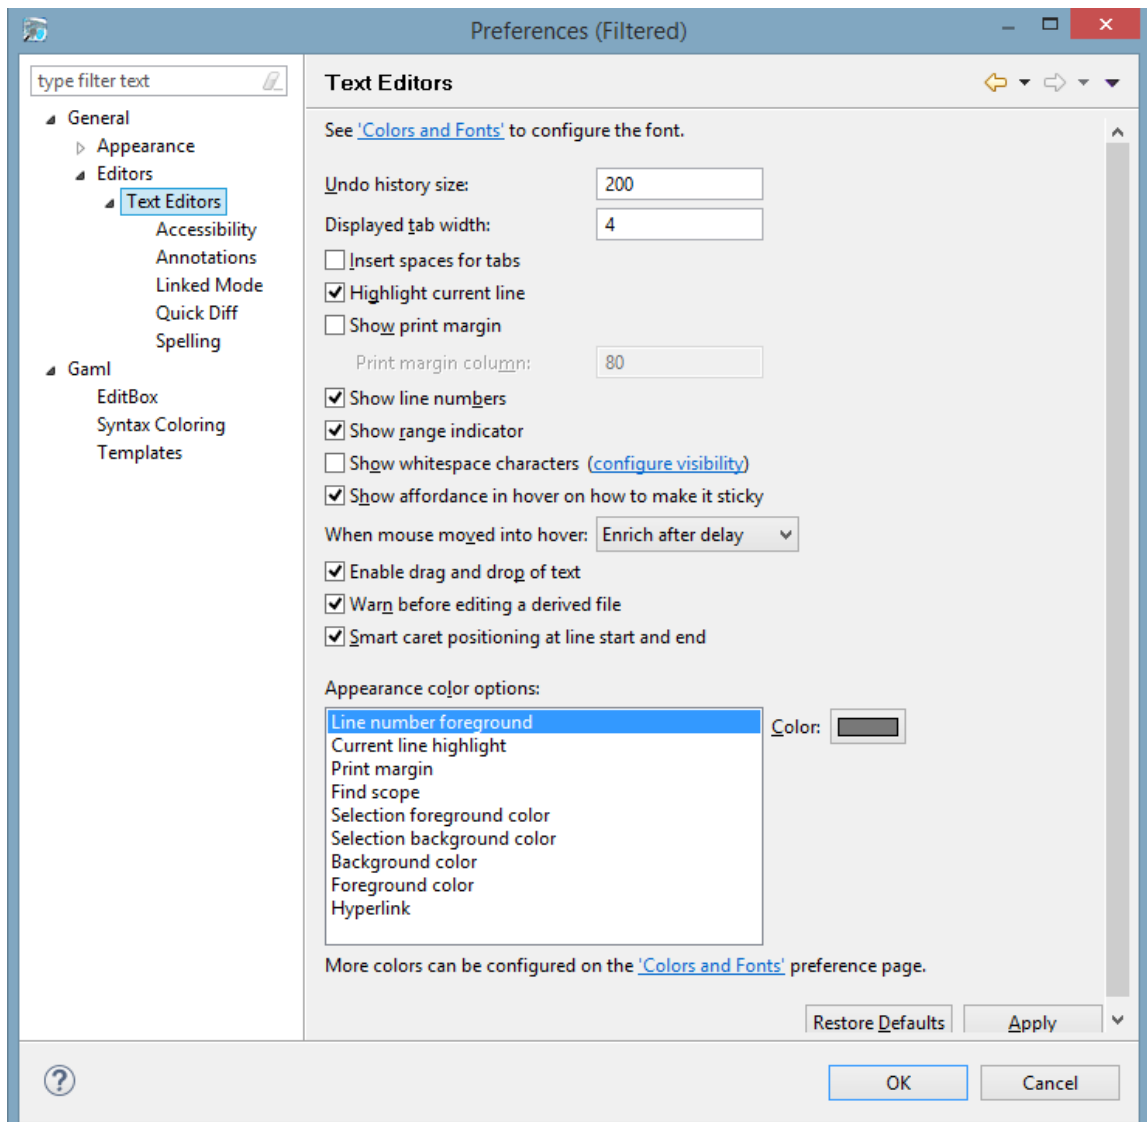 Preferences (Filtered)
type filter text
General
Appearance
Editors
Text Editors
Accessibility
Annotations
Linked Mode
Quick Diff
Spelling
Gaml
EditBox
Syntax Coloring
Templates
Text Editors
See 'Colors and Fonts' to configure the font.
Undo history size: 200
Displayed tab width: 4
Insert spaces for tabs
Highlight current line
Show print margin
Print margin column: 80
Show line numbers
Show range indicator
Show whitespace characters (configure visibility)
Show affordance in hover on how to make it sticky
When mouse moved into hover: Enrich after delay
Enable drag and drop of text
Warn before editing a derived file
Smart caret positioning at line start and end
Appearance color options:
Line number foreground
Current line highlight
Print margin
Find scope
Selection foreground color
Selection background color
Background color
Foreground color
Hyperlink
Color:
More colors can be configured on the 'Colors and Fonts' preference page.
Restore Defaults Apply
? OK Cancel